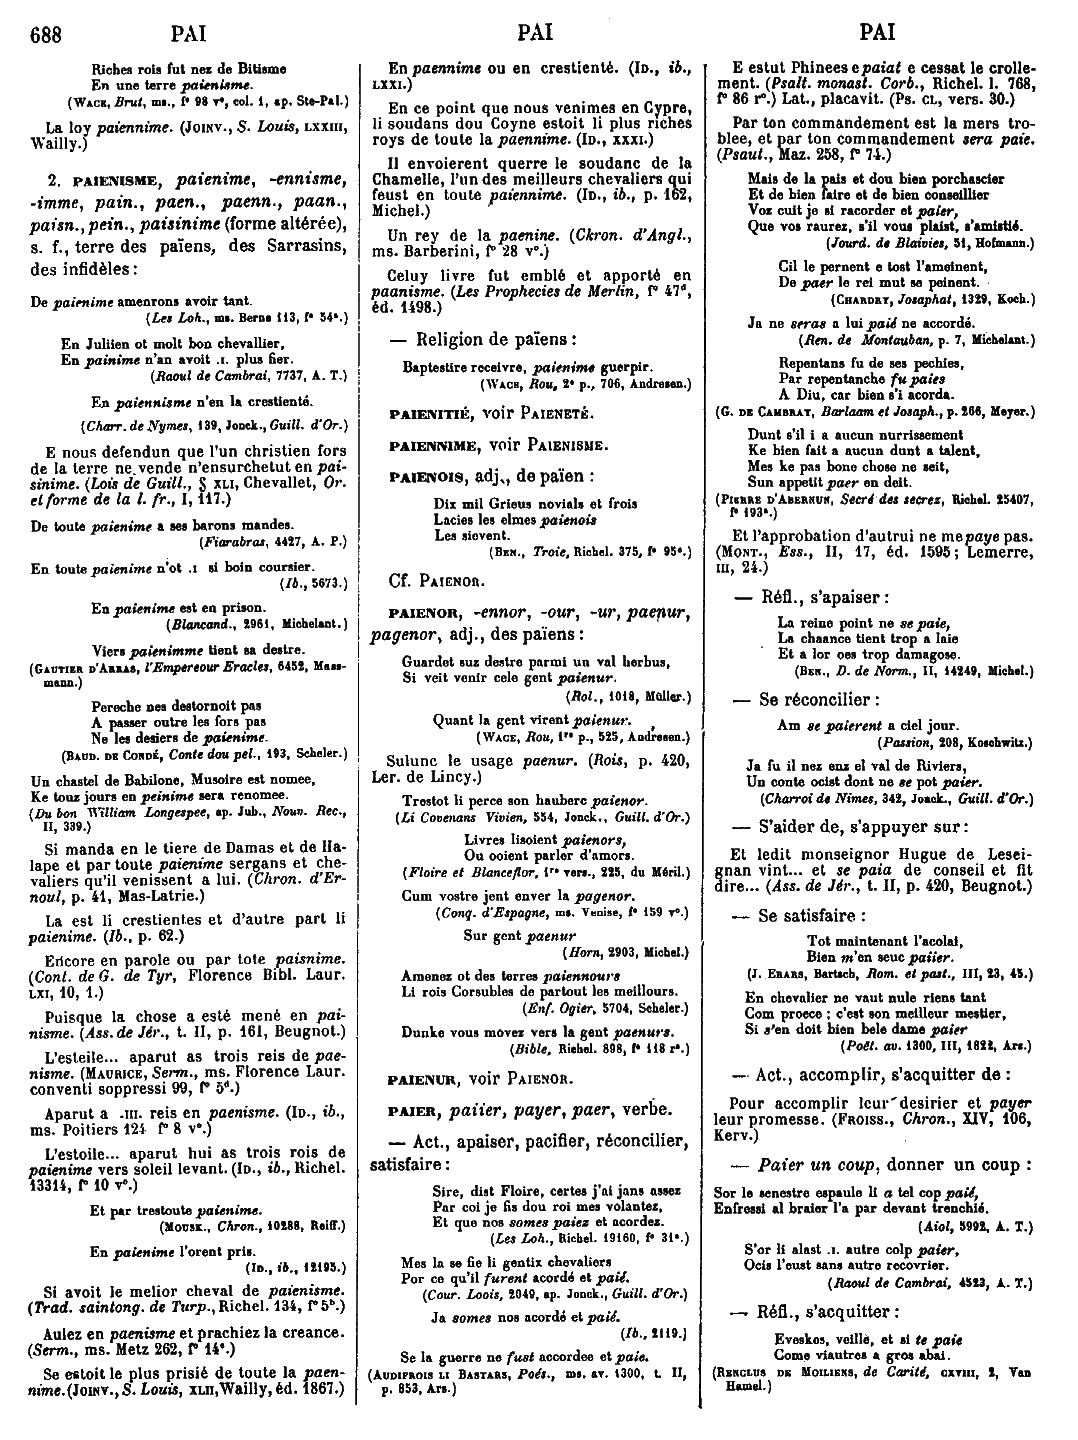 688 PAI PAI PAI
Riches rois fut nez de Bitisme
En une terre paienisme.
(WACE, Brut, ms., f° 98 v°, col. 1, ap. Ste-Pal.)
La loy paiennime. (JOINV., S. Louis, LXXIII,
Wailly.)
2. PAIENISME, paienime, -ennisme,
-imme, pain., paen., paenn., paan.,
paisn., pein., paisinime (forme altérée),
s. f., terre des païens, des Sarrasins,
des infidèles :
De paienime amenrons avoir tant.
(Les Loh., ms. Berne 113, f° 54ᵃ.)
En Julïien ot molt bon chevallier,
En painime n'an avoit .I. plus fier.
(Raoul de Cambrai, 7737, A. T.)
En paiennisme n'en la crestienté.
(Charr. de Nymes, 139, Jonck., Guill. d'Or.)
E nous defendun que l'un christien fors
de la terre ne vende n'ensurchetut en pai-
sinime. (Lois de Guill., § XLI, Chevallet, Or.
et forme de la l. fr., I, 117.)
De toute paienime a ses barons mandes.
(Fiarabras, 4427, A. P.)
En toute paienime n'ot .I si boin coursier.
(Ib., 5673.)
En paienime est en prison.
(Blancand., 2961, Michelant.)
Viers paienimme tient sa destre.
(GAUTIER D'ARRAS, l'Empereour Eracles, 6452, Mass-
mann.)
Pereche nes destornoit pas
A passer outre les fors pas
Ne les desiers de paienime.
(BAUD. DE CONDÉ, Conte dou pel., 193, Scheler.)
Un chastel de Babilone, Musoire est nomee,
Ke touz jours en peinime sera renomee.
(Du bon William Longespee, ap. Jub., Nouv. Rec.,
II, 339.)
Si manda en le tiere de Damas et de Ha-
lape et par toute paienime sergans et che-
valiers qu'il venissent a lui. (Chron. d'Er-
noul, p. 41, Mas-Latrie.)
La est li crestientes et d'autre part li
paienime. (Ib., p. 62.)
Encore en parole ou par tote paisnime.
(Cont. de G. de Tyr, Florence Bibl. Laur.
LXI, 10, 1.)
Puisque la chose a esté mené en pai-
nisme. (Ass. de Jér., t. II, p. 161, Beugnot.)
L'esteile... aparut as trois reis de pae-
nisme. (MAURICE, Serm., ms. Florence Laur.
conventi soppressi 99, f° 5ᵈ.)
Aparut a .III. reis en paenisme. (ID., ib.,
ms. Poitiers 124 f° 8 v°.)
L'estoile... aparut hui as trois rois de
paienime vers soleil levant. (ID., ib., Richel.
13314, f° 10 v°.)
Et par trestoute paienime.
(MOUSK., Chron., 10288, Reiff.)
En paienime l'orent pris.
(ID., ib., 12195.)
Si avoit le melior cheval de paienisme.
(Trad. saintong. de Turp., Richel. 134, f° 5ᵇ.)
Aulez en paenisme et prachiez la creance.
(Serm., ms. Metz 262, f° 14ᵃ.)
Se estoit le plus prisié de toute la paen-
nime. (JOINV., S. Louis, XLII, Wailly, éd. 1867.)
En paennime ou en crestienté. (ID., ib.,
LXXI.)
En ce point que nous venimes en Cypre,
li soudans dou Coyne estoit li plus riches
roys de toute la paennime. (ID., XXXI.)
Il envoierent querre le soudanc de la
Chamelle, l'un des meilleurs chevaliers qui
feust en toute paiennime. (ID., ib., p. 162,
Michel.)
Un rey de la paenine. (Ckron. d'Angl.,
ms. Barberini, f° 28 v°.)
Celuy livre fut emblé et apporté en
paanisme. (Les Prophecies de Merlin, f° 47ᵈ,
éd. 1498.)
— Religion de païens :
Baptestire receivre, paienime guerpir.
(WACE, Rou, 2ᵉ p., 706, Andresen.)
PAIENITIÉ, voir PAIENETÉ.
PAIENNIME, voir PAIENISME.
PAIENOIS, adj., de païen :
Dix mil Grieus novials et frois
Lacies les elmes paienois
Les sievent.
(BEN., Troie, Richel. 375, f° 95ᵃ.)
Cf. PAIENOR.
PAIENOR, -ennor, -our, -ur, paenur,
pagenor, adj., des païens :
Guardet suz destre parmi un val herbus,
Si veit venir cele gent paienur.
(Rol., 1018, Müller.)
Quant la gent virent paienur.
(WACE, Rou, 1ʳᵉ p., 525, Andresen.)
Sulunc le usage paenur. (Rois, p. 420,
Ler. de Lincy.)
Trestot li perce son hauberc paienor.
(Li Covenans Vivien, 554, Jonck., Guill. d'Or.)
Livres lisoient paienors,
Ou ooient parler d'amors.
(Floire et Blanceflor, 1ʳᵉ vers., 225, du Méril.)
Cum vostre jent enver la pagenor.
(Conq. d'Espagne, ms. Venise, f° 159 v°.)
Sur gent paenur
(Horn, 2903, Michel.)
Amenez ot des terres paiennours
Li rois Corsubles de partout les meillours.
(Enf. Ogier, 5704, Scheler.)
Dunke vous movez vers la gent paenurs.
(Bible, Richel. 898, f° 118 r°.)
PAIENUR, voir PAIENOR.
PAIER, paiier, payer, paer, verbe.
— Act., apaiser, pacifier, réconcilier,
satisfaire :
Sire, dist Floire, certes j'ai jans assez
Par coi je fis dou roi mes volantez,
Et que nos somes paiez et acordez.
(Les Loh., Richel. 19160, f° 31ᵃ.)
Mes la se fie li gentix chevaliers
Por ce qu'il furent acordé et paié.
(Cour. Loois, 2049, ap. Jonck., Guill. d'Or.)
Ja somes nos acordé et paié.
(Ib., 2119.)
Se la guerre ne fust accordee et paie.
(AUDIFROIS LI BASTARS, Poés., ms. av. 1300, t. II,
p. 853, Ars.)
E estut Phinees e paiat e cessat le crolle-
ment. (Psalt. monast. Corb., Richel. l. 768,
f° 86 r°.) Lat., placavit. (Ps. CL, vers. 30.)
Par ton commandement est la mers tro-
blee, et par ton commandement sera paie.
(Psaut., Maz. 258, f° 74.)
Mais de la pais et dou bien porchascier
Et de bien faire et de bien conseillier
Voz cuit je si racorder et paier,
Que vos raurez, s'il vous plaist, s'amistié.
(Jourd. de Blaivies, 51, Hofmann.)
Cil le pernent e tost l'ameinent,
De paer le rei mut se peinent.
(CHARDRY, Josaphat, 1329, Koch.)
Ja ne seras a lui paié ne accordé.
(Ren. de Montauban, p. 7, Michelant.)
Repentans fu de ses pechies,
Par repentanche fu paies
A Diu, car bien s'i acorda.
(G. DE CAMBRAY, Barlaam et Josaph., p. 266, Meyer.)
Dunt s'il i a aucun nurrissement
Ke bien fait a aucun dunt a talent,
Mes ke pas bone chose ne seit,
Sun appetit paer en deit.
(PIERRE D'ABERNUN, Secré des secrez, Richel. 25407,
f° 193ᵃ.)
Et l'approbation d'autrui ne me paye pas.
(MONT., Ess., II, 17, éd. 1595 ; Lemerre,
III, 24.)
— Réfl., s'apaiser :
La reine point ne se paie,
La chaance tient trop a laie
Et a lor oes trop damagose.
(BEN., D. de Norm., II, 14249, Michel.)
— Se réconcilier :
Am se paierent a ciel jour.
(Passion, 208, Koschwitz.)
Ja fu il nez enz el val de Riviers,
Un conte ocist dont ne se pot paier.
(Charroi de Nimes, 342, Jonck., Guill. d'Or.)
— S'aider de, s'appuyer sur :
Et ledit monseignor Hugue de Lesei-
gnan vint... et se paia de conseil et fit
dire... (Ass. de Jér., t. II, p. 420, Beugnot.)
— Se satisfaire :
Tot maintenant l'acolai,
Bien m'en seuc paiier.
(J. ERARS, Bartsch, Rom. et past., III, 23, 45.)
En chevalier ne vaut nule riens tant
Com proece ; c'est son meillour mestier,
Si s'en doit bien bele dame paier
(Poét. av. 1300, III, 1822, Ars.)
— Act., accomplir, s'acquitter de :
Pour accomplir leur desirier et payer
leur promesse. (FROISS., Chron., XIV, 106,
Kerv.)
— Paier un coup, donner un coup :
Sor le senestre espaule li a tel cop paié,
Enfressi al braier l'a par devant trenchié.
(Aiol, 5992, A. T.)
S'or li alast .I. autre colp paier,
Ocis l'eust sans autre recovrier.
(Raoul de Cambrai, 4523, A. T.)
— Réfl., s'acquitter :
Eveskes, veille, et si te paie
Come viautres a gros abai.
(RENCLUS DE MOILIENS, de Carité, CXVIII, 2, Van
Hamel.)